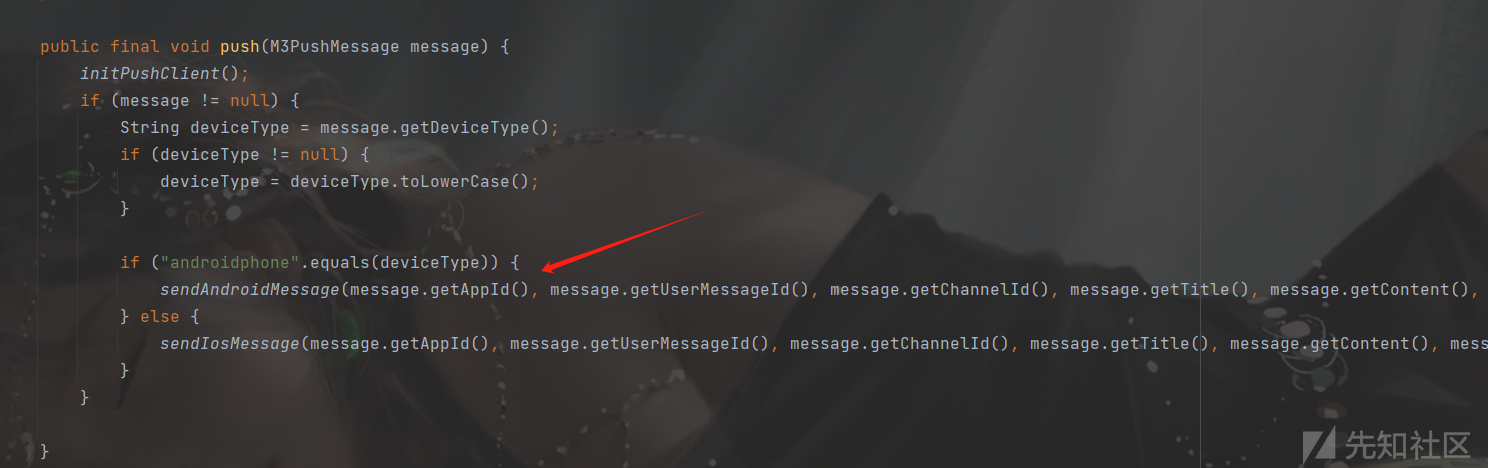 public final void push(M3PushMessage message) {
initPushClient();
if (message != null) {
String deviceType = message.getDeviceType();
if (deviceType != null) {
deviceType = deviceType.toLowerCase();
}
if ("androidphone".equals(deviceType)) {
sendAndroidMessage(message.getAppId(), message.getUserMessageId(), message.getChannelId(), message.getTitle(), message.getContent(),
} else {
sendIosMessage(message.getAppId(), message.getUserMessageId(), message.getChannelId(), message.getTitle(), message.getContent(), mess
}
}
}
先知社区